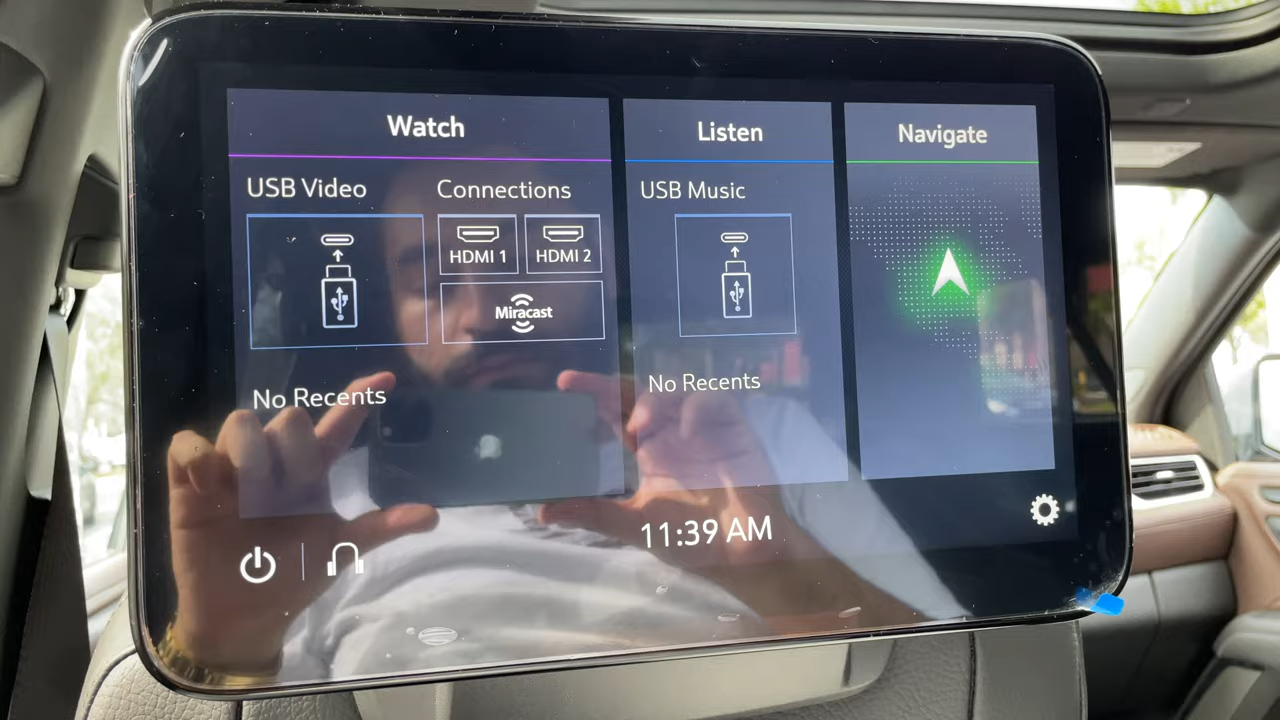 Watch
USB Video
Connections
HDMI 1
HDMI 2
Miracast
No Recents
Listen
USB Music
No Recents
Navigate
11:39 AM